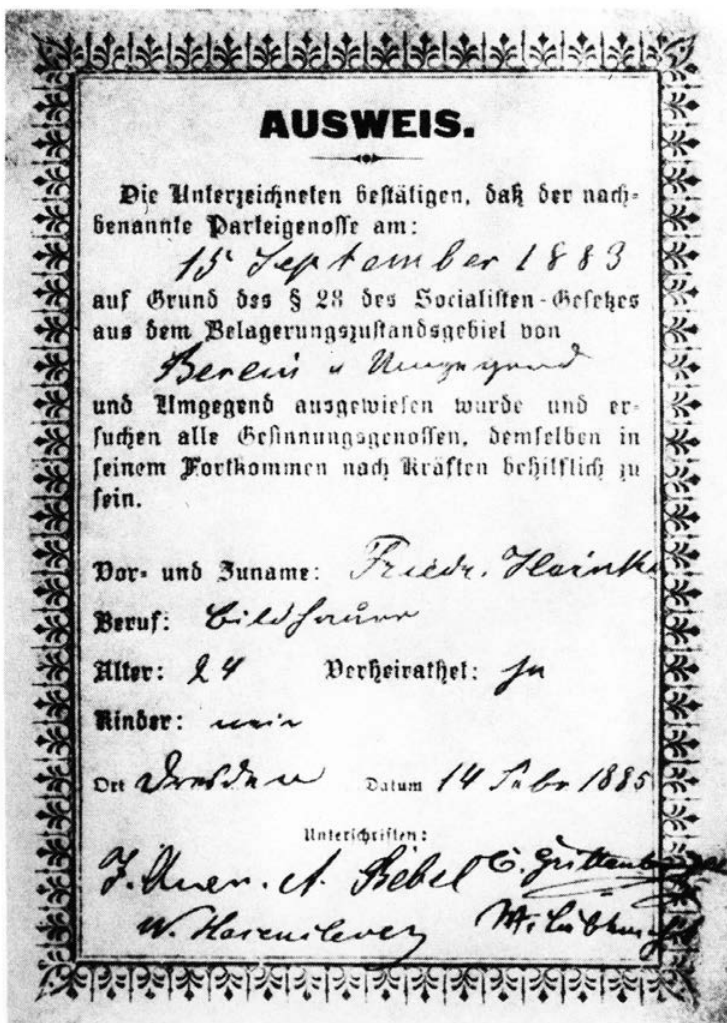 AUSWEIS.
Die Unterzeichneten bestätigen, daß der nach-
benannte Parteigenosse am:
15 September 1883
auf Grund des § 28 des Socialisten-Gesetzes
aus dem Belagerungszustandsgebiet von
Berlin u Umgegend
und Umgegend ausgewiesen wurde und er-
suchen alle Gesinnungsgenossen, demselben in
seinem Fortkommen nach Kräften behilflich zu
sein.
Vor- und Zuname: Friedr.
Beruf: Bildhauer
Alter: 24 Verheirathet: ja
Kinder: nein
Ort Dresden Datum 14 Febr 1885
Unterschriften:
I. Auer. A. Bebel C. Grillenberger
W. Hasenclever W. Liebknecht